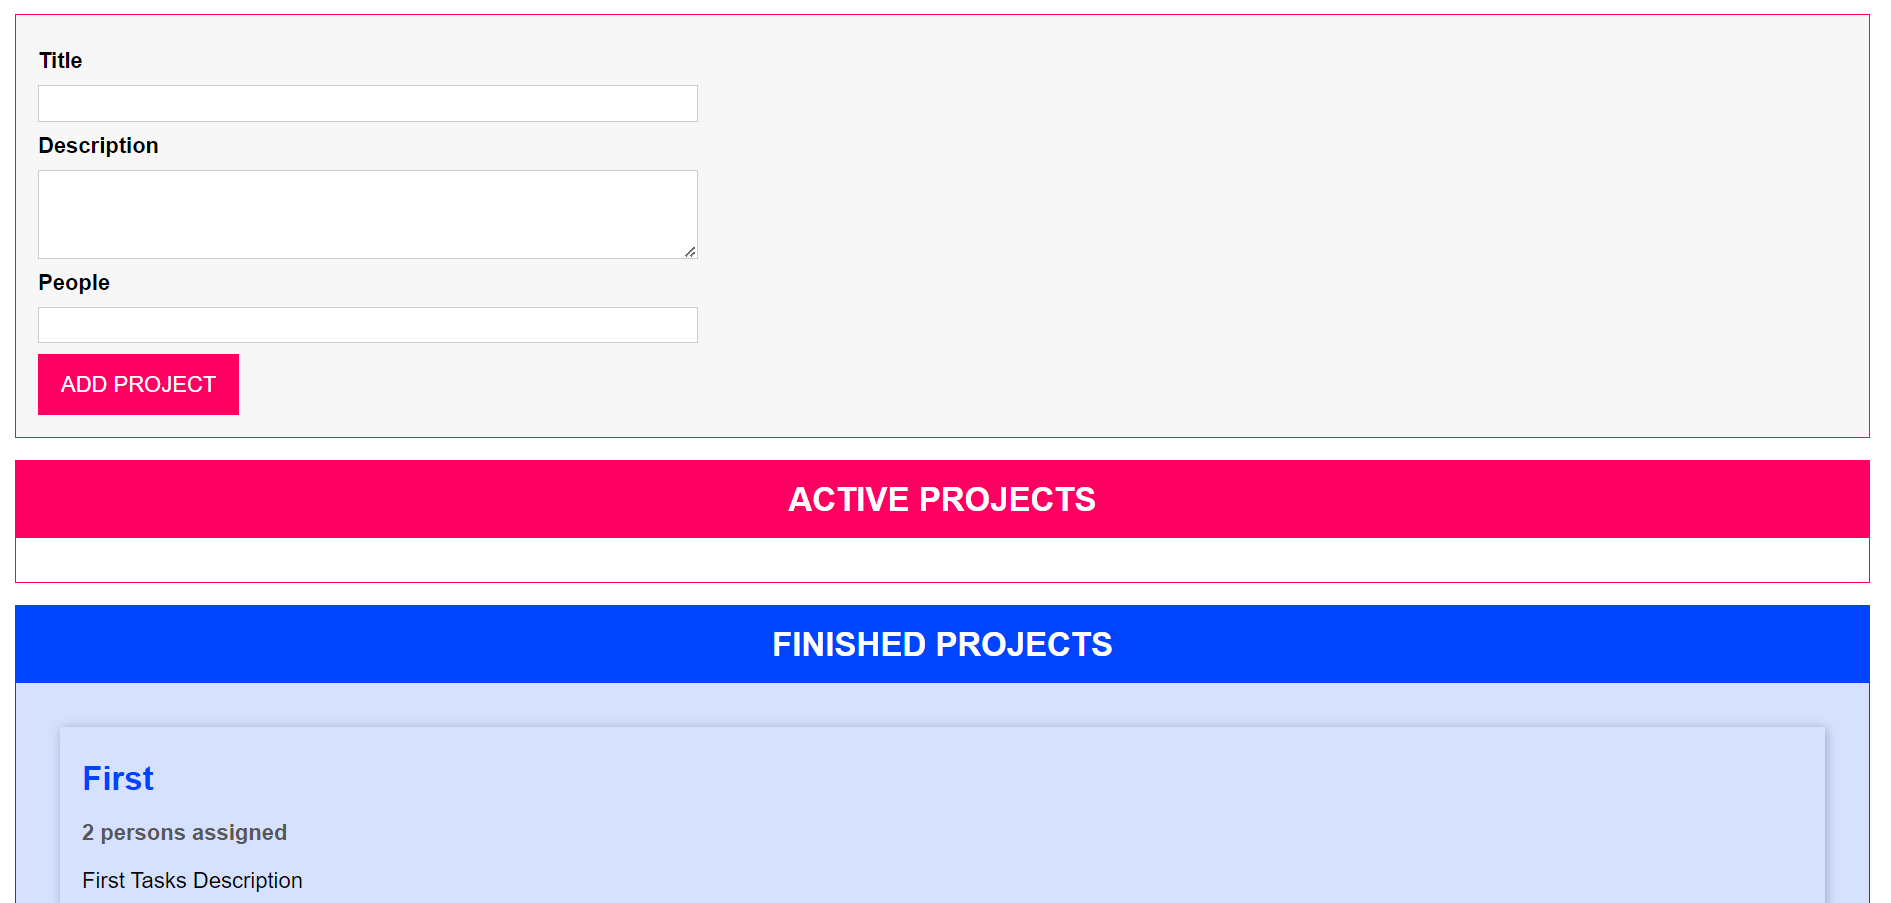 Title
Description
People
ADD PROJECT
ACTIVE PROJECTS
FINISHED PROJECTS
First
2 persons assigned
First Tasks Description